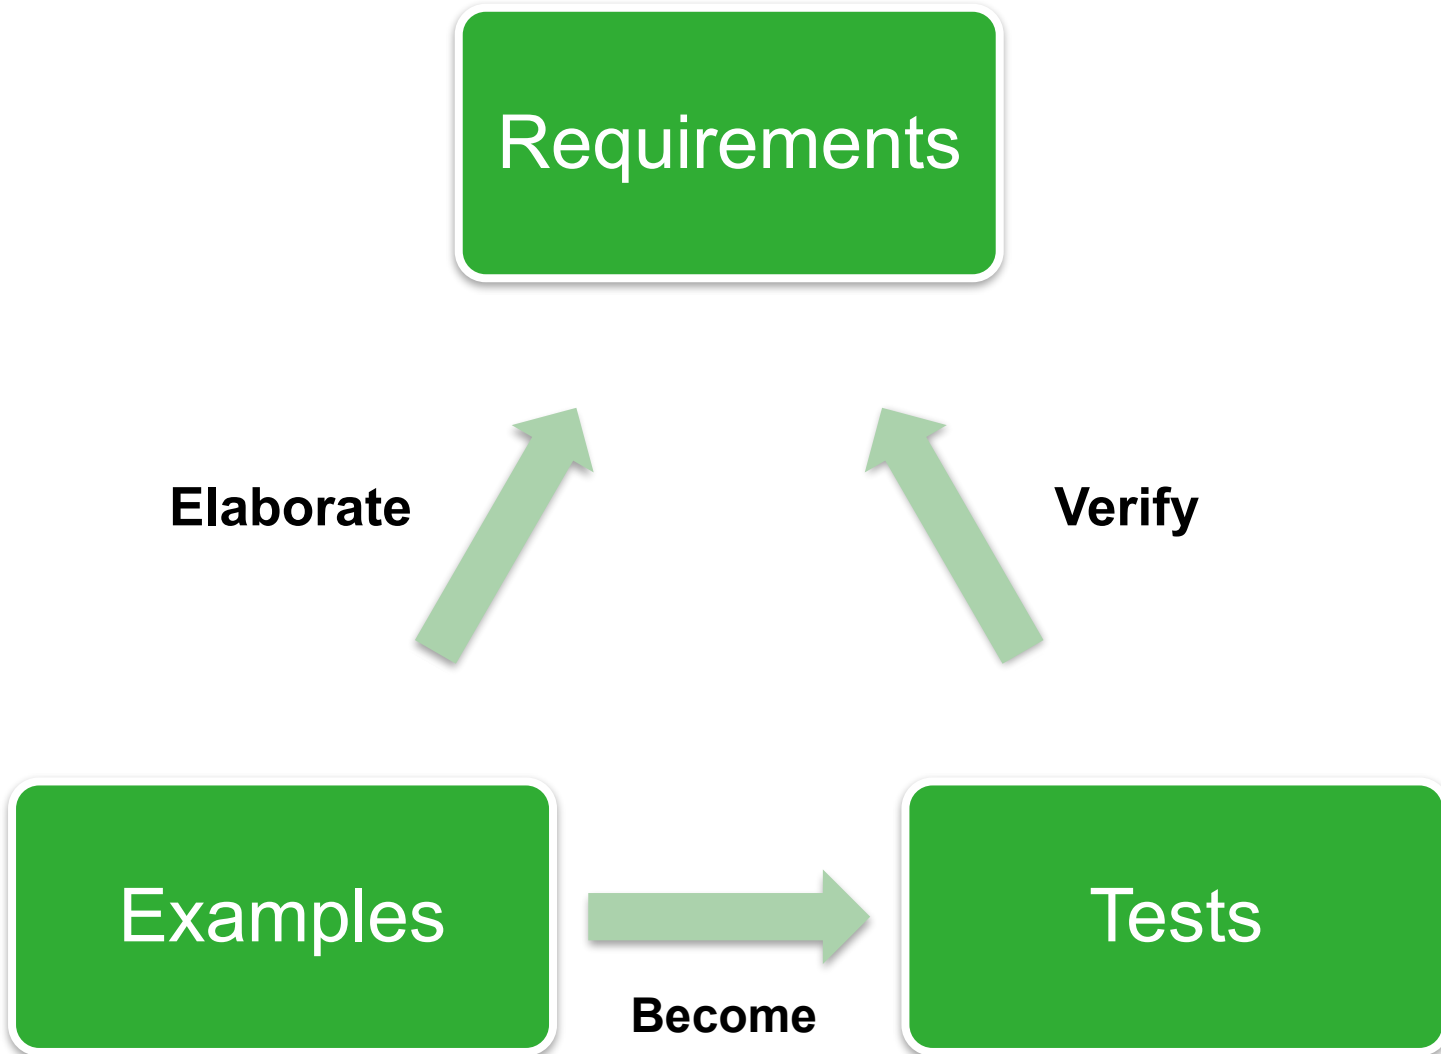 Requirements
Elaborate
Verify
Examples
Tests
Become